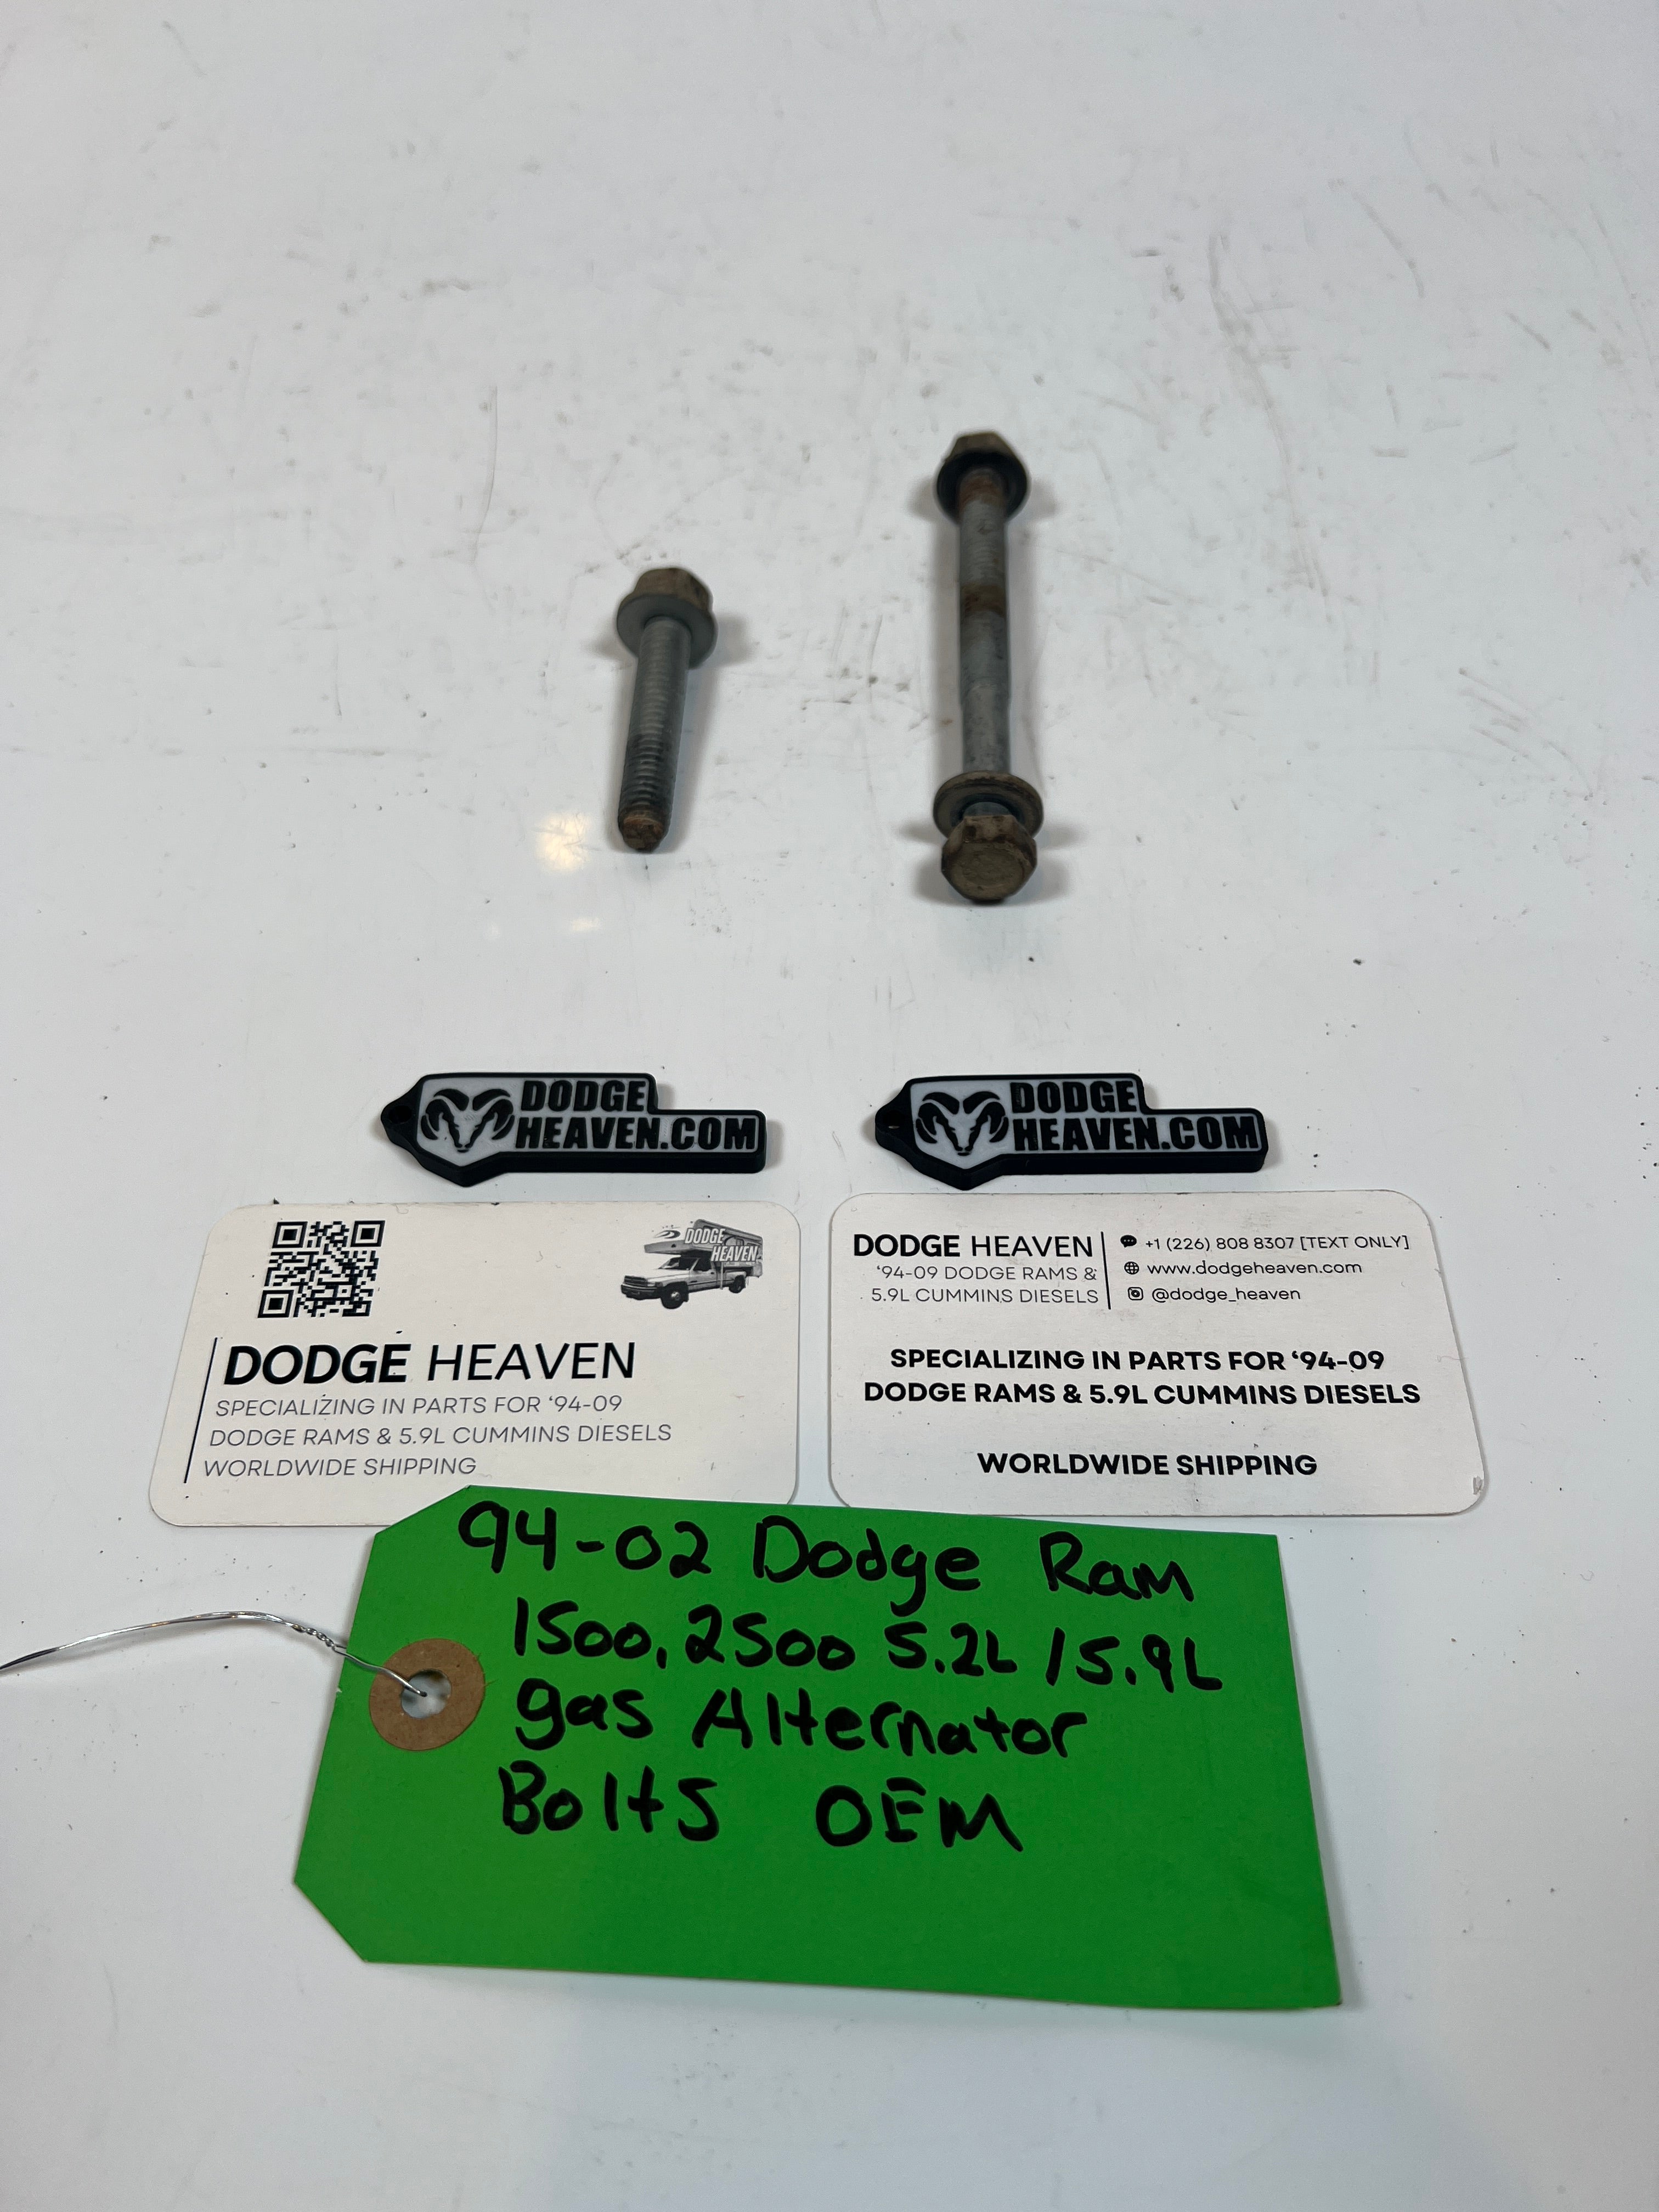 DODGE
HEAVEN.COM
DODGE
HEAVEN.COM
DODGE
HEAVEN
DODGE HEAVEN
SPECIALIZING IN PARTS FOR ‘94-09
DODGE RAMS & 5.9L CUMMINS DIESELS
WORLDWIDE SHIPPING
DODGE HEAVEN
‘94-09 DODGE RAMS &
5.9L CUMMINS DIESELS
+1 (226) 808 8307 [TEXT ONLY]
www.dodgeheaven.com
@dodge_heaven
SPECIALIZING IN PARTS FOR ‘94-09
DODGE RAMS & 5.9L CUMMINS DIESELS
WORLDWIDE SHIPPING
94-02 Dodge Ram
1500, 2500 5.2L / 5.9L
gas Alternator
Bolts OEM